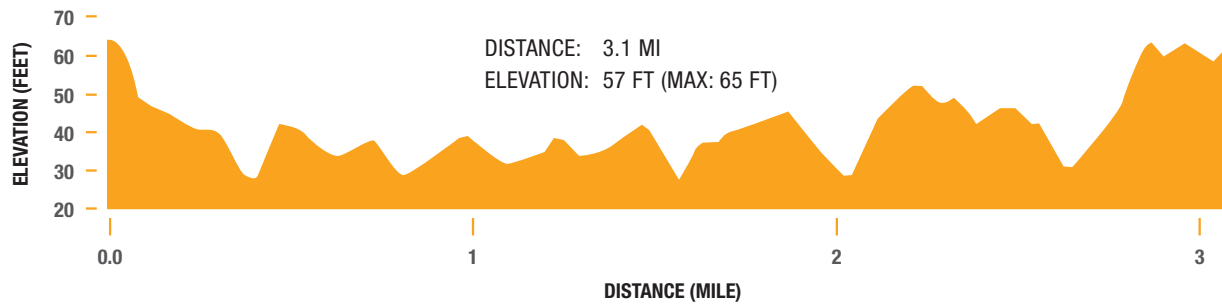 70
60
50
40
30
20
ELEVATION (FEET)
DISTANCE: 3.1 MI
ELEVATION: 57 FT (MAX: 65 FT)
0.0 1 2 3
DISTANCE (MILE)